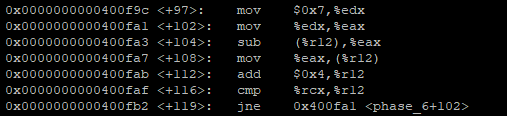 0x0000000000400f9c <+97>: mov $0x7,%edx
0x0000000000400fa1 <+102>: mov %edx,%eax
0x0000000000400fa3 <+104>: sub (%r12),%eax
0x0000000000400fa7 <+108>: mov %eax,(%r12)
0x0000000000400fab <+112>: add $0x4,%r12
0x0000000000400faf <+116>: cmp %rcx,%r12
0x0000000000400fb2 <+119>: jne 0x400fa1 <phase_6+102>